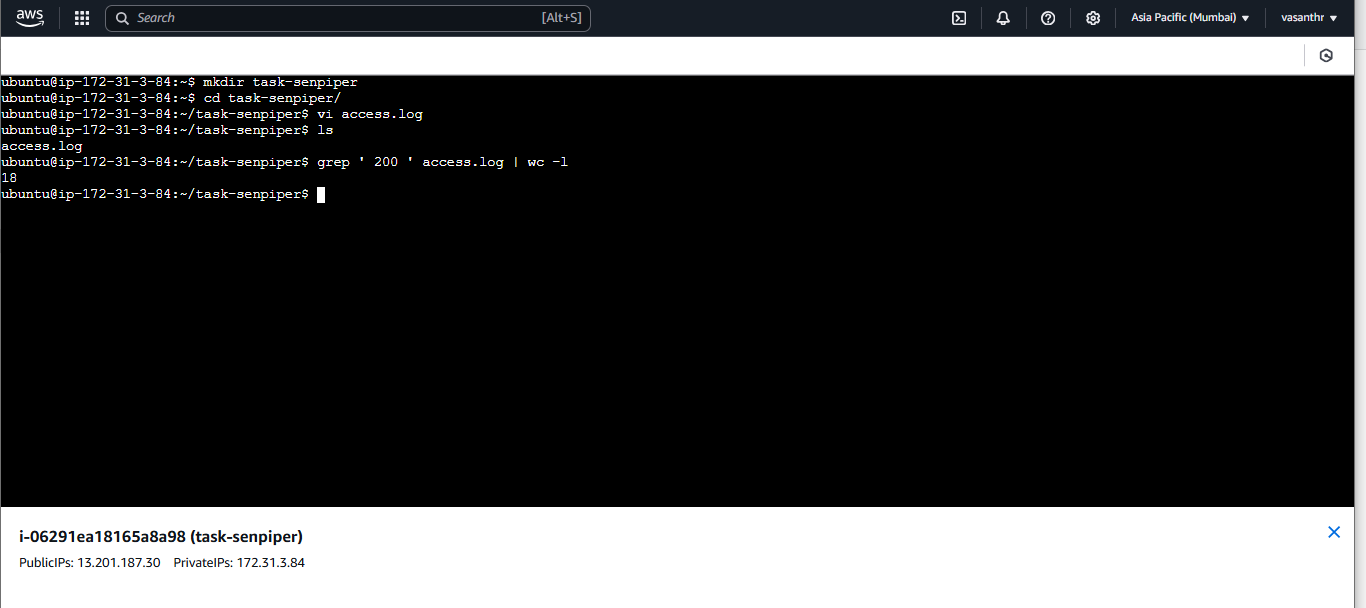 aws
Search [Alt+S] Asia Pacific (Mumbai) vasanthr
ubuntu@ip-172-31-3-84:~$ mkdir task-senpiper
ubuntu@ip-172-31-3-84:~$ cd task-senpiper/
ubuntu@ip-172-31-3-84:~/task-senpiper$ vi access.log
ubuntu@ip-172-31-3-84:~/task-senpiper$ ls
access.log
ubuntu@ip-172-31-3-84:~/task-senpiper$ grep ' 200 ' access.log | wc -l
18
ubuntu@ip-172-31-3-84:~/task-senpiper$
i-06291ea18165a8a98 (task-senpiper)
PublicIPs: 13.201.187.30 PrivateIPs: 172.31.3.84